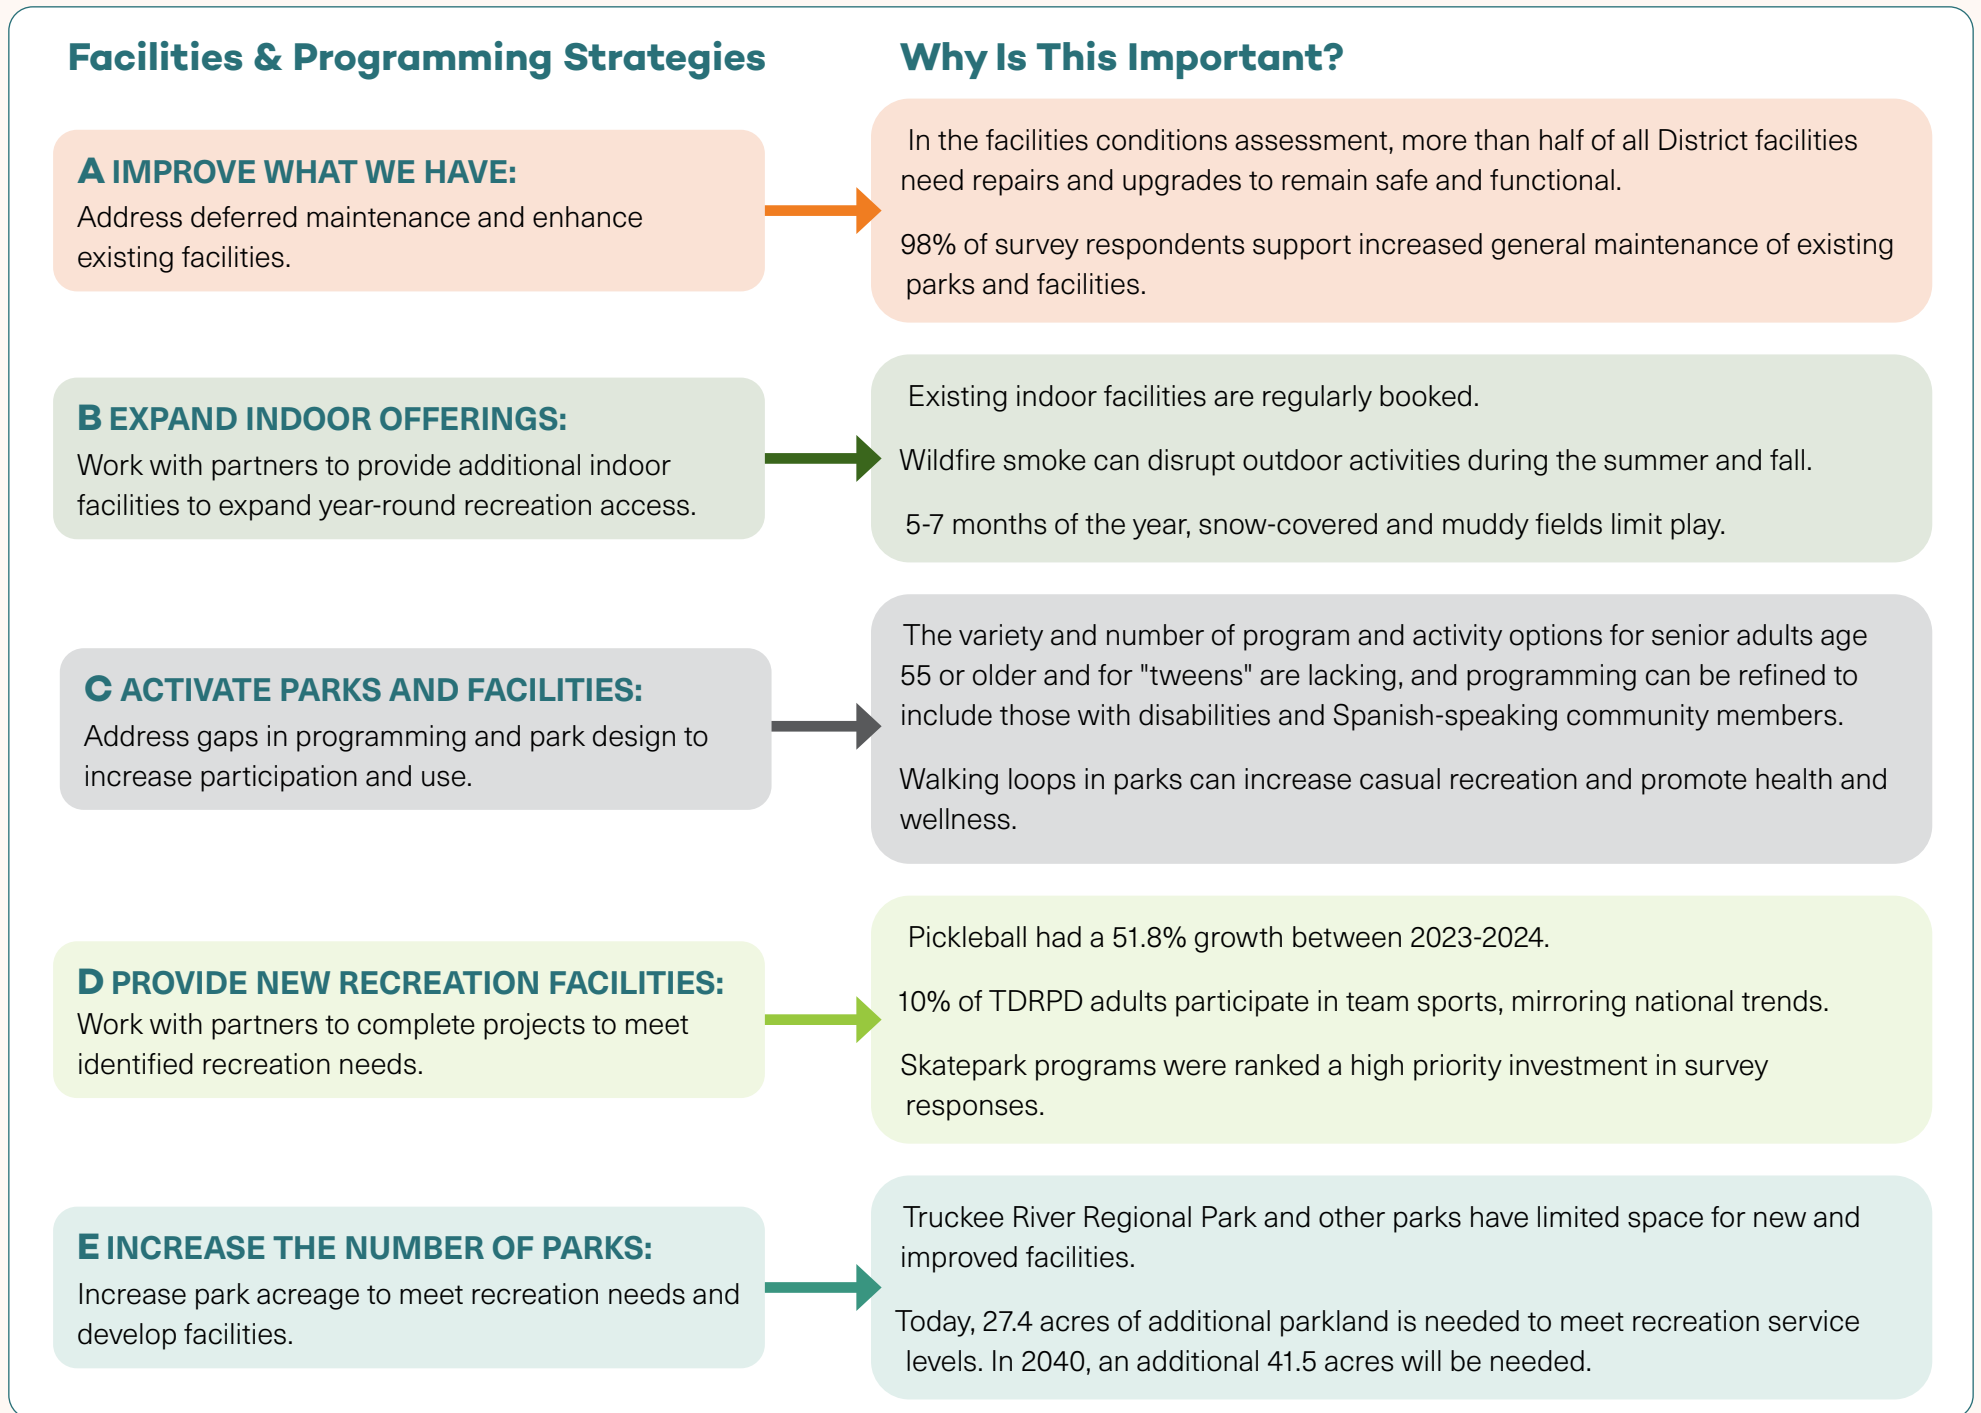 Facilities & Programming Strategies
Why Is This Important?
A IMPROVE WHAT WE HAVE:
Address deferred maintenance and enhance
existing facilities.
In the facilities conditions assessment, more than half of all District facilities
need repairs and upgrades to remain safe and functional.
98% of survey respondents support increased general maintenance of existing
parks and facilities.
B EXPAND INDOOR OFFERINGS:
Work with partners to provide additional indoor
facilities to expand year-round recreation access.
Existing indoor facilities are regularly booked.
Wildfire smoke can disrupt outdoor activities during the summer and fall.
5-7 months of the year, snow-covered and muddy fields limit play.
C ACTIVATE PARKS AND FACILITIES:
Address gaps in programming and park design to
increase participation and use.
The variety and number of program and activity options for senior adults age
55 or older and for "tweens" are lacking, and programming can be refined to
include those with disabilities and Spanish-speaking community members.
Walking loops in parks can increase casual recreation and promote health and
wellness.
D PROVIDE NEW RECREATION FACILITIES:
Work with partners to complete projects to meet
identified recreation needs.
Pickleball had a 51.8% growth between 2023-2024.
10% of TDRPD adults participate in team sports, mirroring national trends.
Skatepark programs were ranked a high priority investment in survey
responses.
E INCREASE THE NUMBER OF PARKS:
Increase park acreage to meet recreation needs and
develop facilities.
Truckee River Regional Park and other parks have limited space for new and
improved facilities.
Today, 27.4 acres of additional parkland is needed to meet recreation service
levels. In 2040, an additional 41.5 acres will be needed.